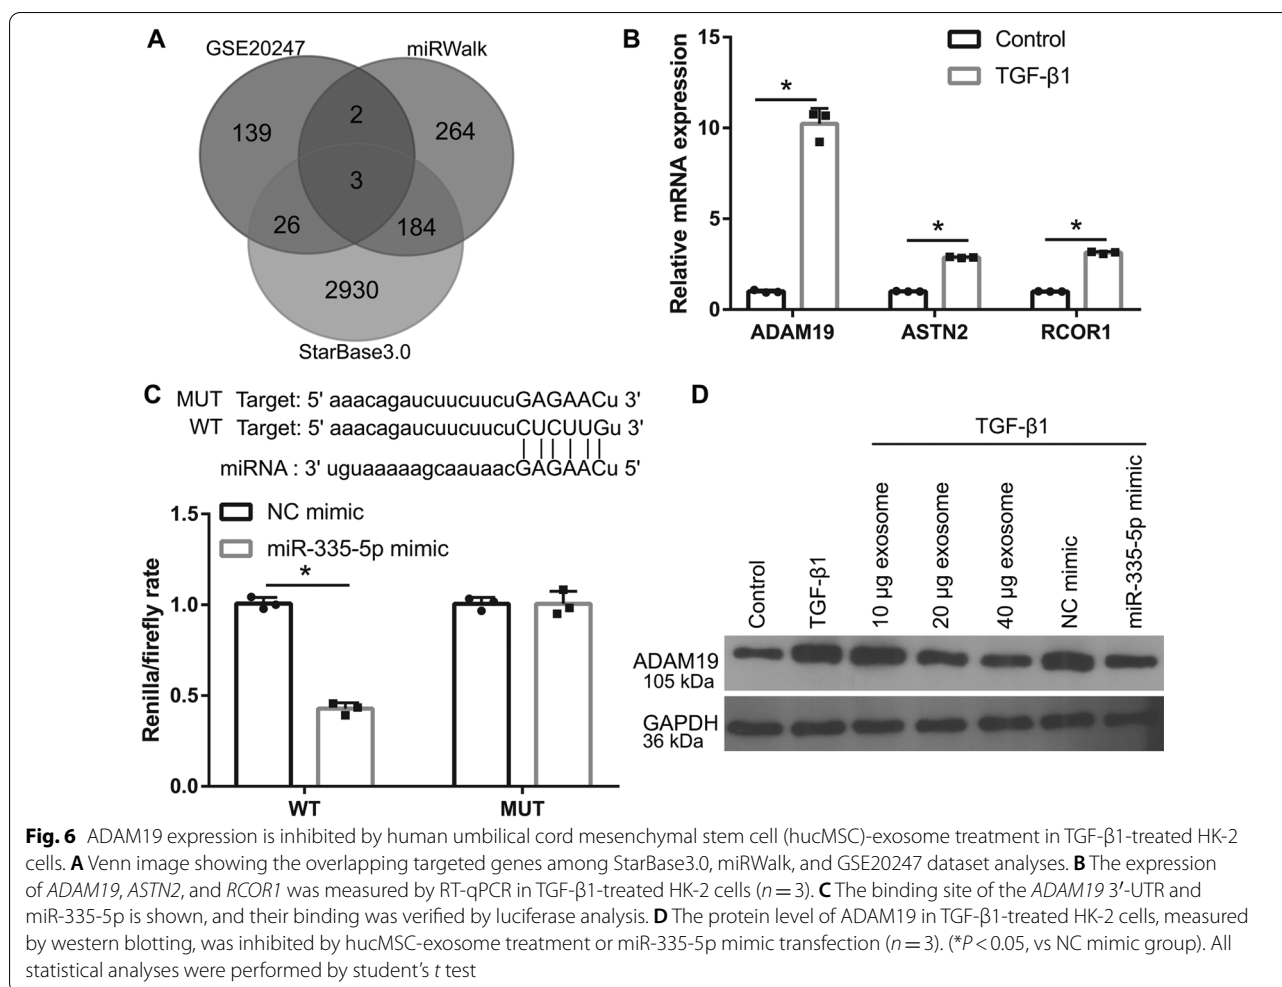 A
GSE20247
miRWalk
139
2
264
3
26
184
2930
StarBase3.0
B
Relative mRNA expression
15
10
5
0
Control
TGF-β1
*
*
*
ADAM19
ASTN2
RCOR1
C
MUT Target: 5' aaacagaucuucuucuGAGAACu 3'
WT Target: 5' aaacagaucuucuucuCUCUUGu 3'
miRNA : 3' uguaaaaagcaauaacGAGAACu 5'
Renilla/firefly rate
1.5
1.0
0.5
0.0
NC mimic
miR-335-5p mimic
*
WT
MUT
D
TGF-β1
Control
TGF-β1
10 µg exosome
20 µg exosome
40 µg exosome
NC mimic
miR-335-5p mimic
ADAM19
105 kDa
GAPDH
36 kDa
Fig. 6 ADAM19 expression is inhibited by human umbilical cord mesenchymal stem cell (hucMSC)-exosome treatment in TGF-β1-treated HK-2
cells. A Venn image showing the overlapping targeted genes among StarBase3.0, miRWalk, and GSE20247 dataset analyses. B The expression
of ADAM19, ASTN2, and RCOR1 was measured by RT-qPCR in TGF-β1-treated HK-2 cells (n = 3). C The binding site of the ADAM19 3′-UTR and
miR-335-5p is shown, and their binding was verified by luciferase analysis. D The protein level of ADAM19 in TGF-β1-treated HK-2 cells, measured
by western blotting, was inhibited by hucMSC-exosome treatment or miR-335-5p mimic transfection (n = 3). (*P < 0.05, vs NC mimic group). All
statistical analyses were performed by student's t test